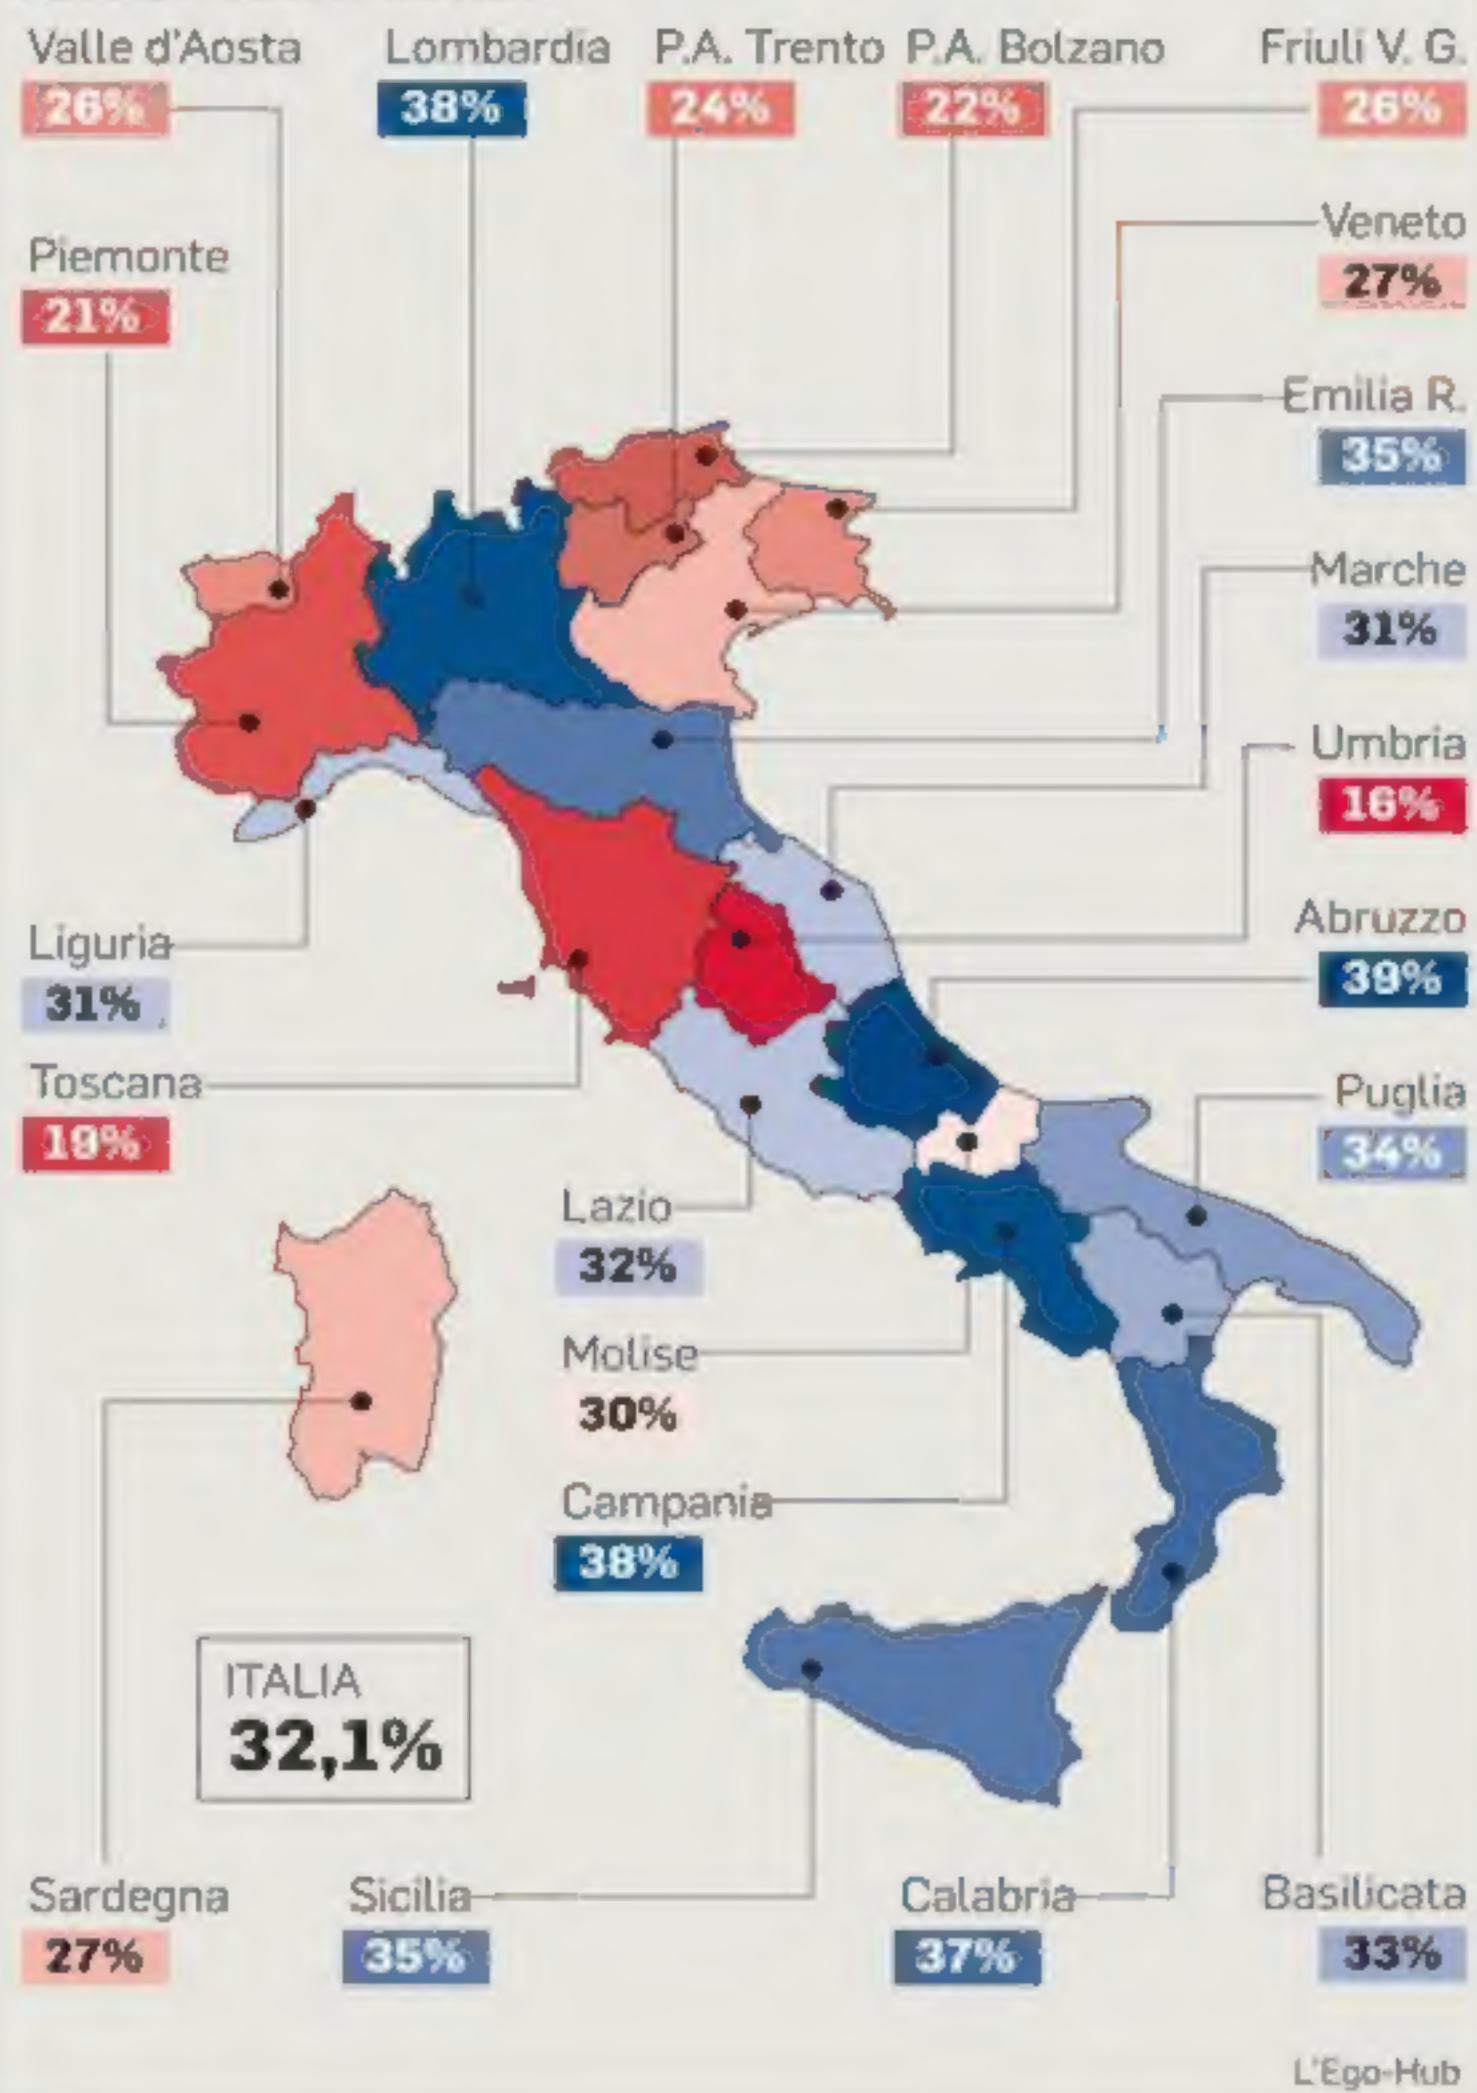 Valle d'Aosta
26%
Lombardia
38%
P.A. Trento
24%
P.A. Bolzano
22%
Friuli V. G.
26%
Piemonte
21%
Veneto
27%
Emilia R.
35%
Marche
31%
Umbria
16%
Abruzzo
39%
Liguria
31%
Toscana
19%
Puglia
34%
Lazio
32%
Molise
30%
Campania
38%
ITALIA
32,1%
Sardegna
27%
Sicilia
35%
Calabria
37%
Basilicata
33%
L'Ego-Hub